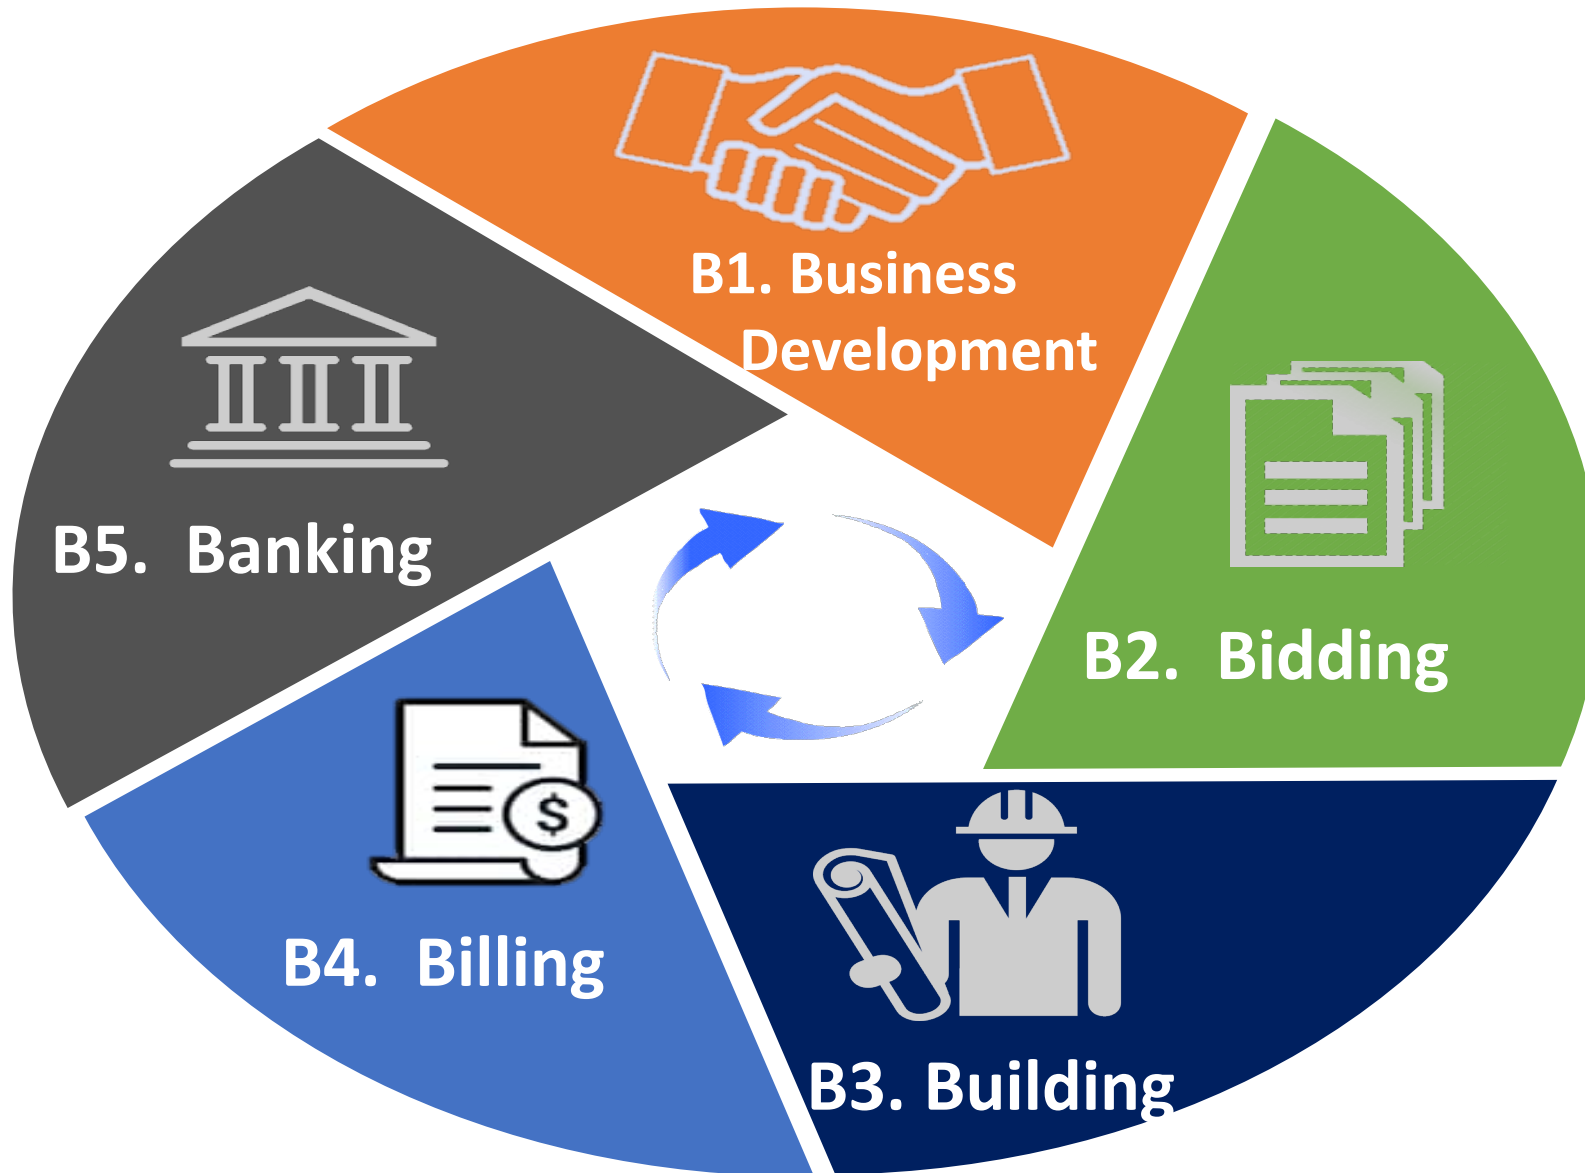 B1. Business
Development
B2. Bidding
B3. Building
B4. Billing
$
B5. Banking